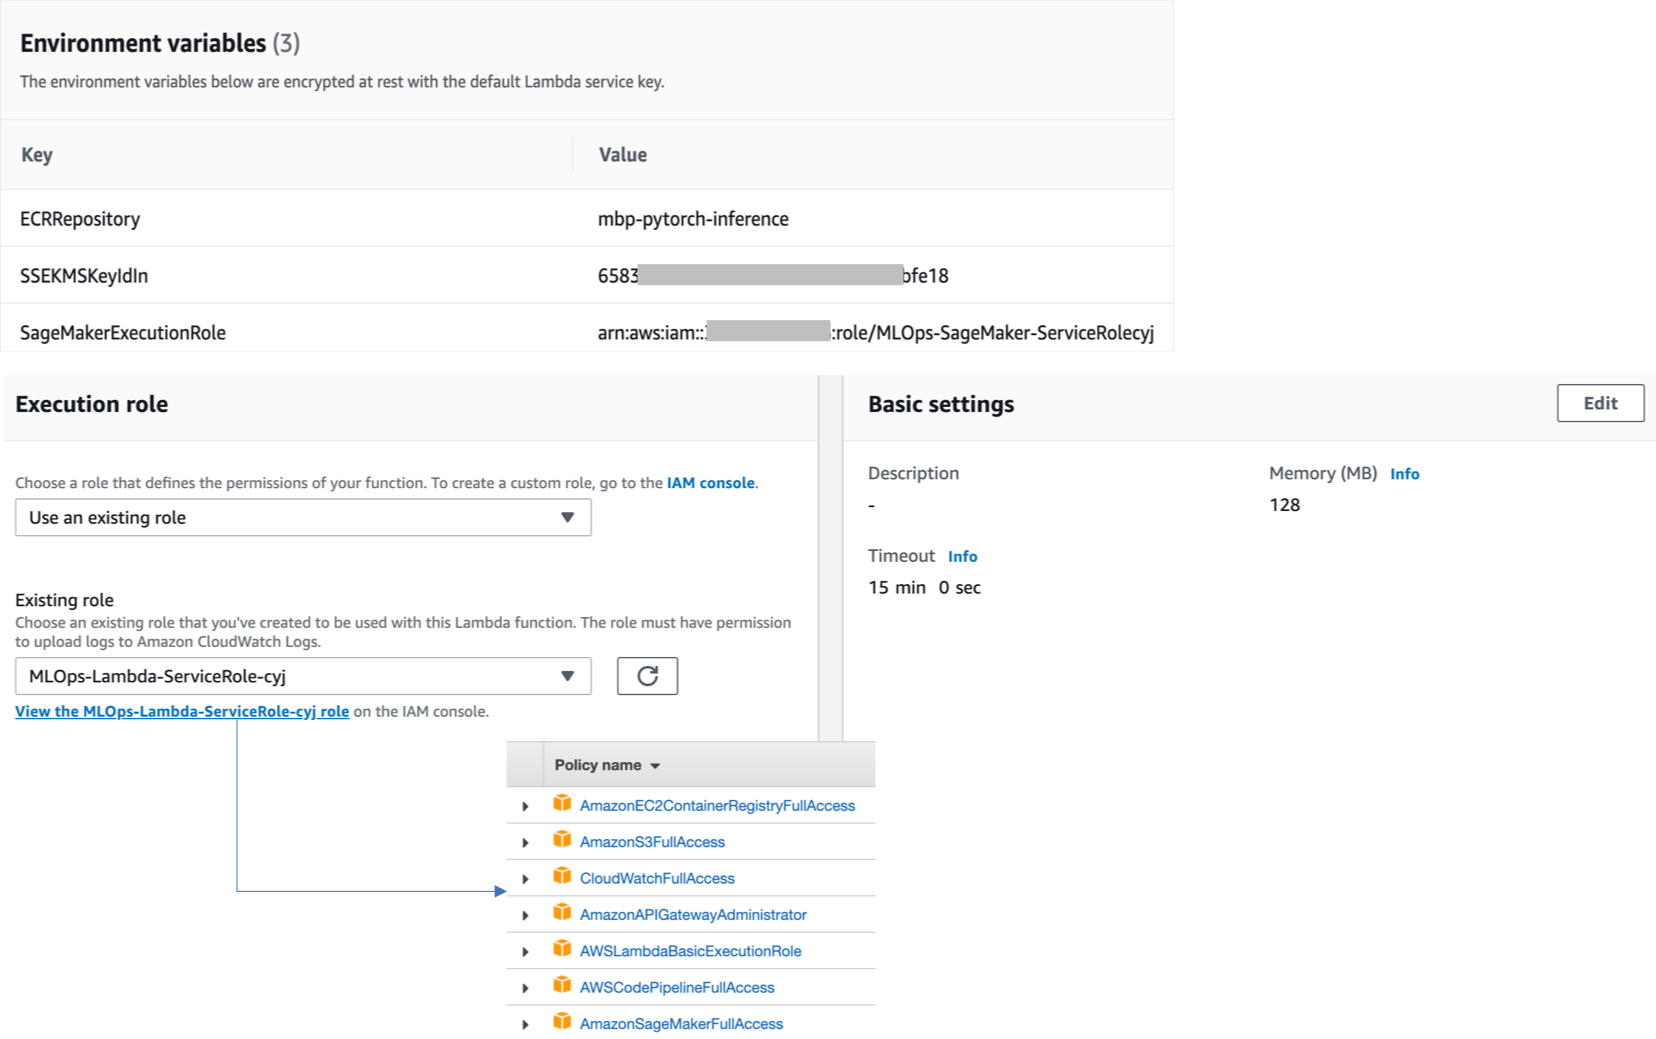 Environment variables (3)
The environment variables below are encrypted at rest with the default Lambda service key.
Key Value
ECRRepository mbp-pytorch-inference
SSEKMSKeyIdIn 6583 bfe18
SageMakerExecutionRole arn:aws:iam:: :role/MLOps-SageMaker-ServiceRolecyj
Execution role
Choose a role that defines the permissions of your function. To create a custom role, go to the IAM console.
Use an existing role
Existing role
Choose an existing role that you've created to be used with this Lambda function. The role must have permission
to upload logs to Amazon CloudWatch Logs.
MLOps-Lambda-ServiceRole-cyj
View the MLOps-Lambda-ServiceRole-cyj role on the IAM console.
Basic settings
Edit
Description
-
Memory (MB) Info
128
Timeout Info
15 min 0 sec
Policy name
AmazonEC2ContainerRegistryFullAccess
AmazonS3FullAccess
CloudWatchFullAccess
AmazonAPIGatewayAdministrator
AWSLambdaBasicExecutionRole
AWSCodePipelineFullAccess
AmazonSageMakerFullAccess